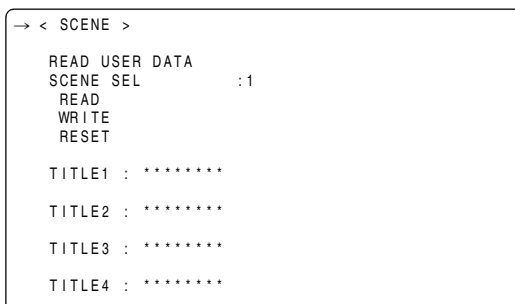 → < SCENE >
READ USER DATA
SCENE SEL :1
READ
WRITE
RESET
TITLE1 : ********
TITLE2 : ********
TITLE3 : ********
TITLE4 : ********